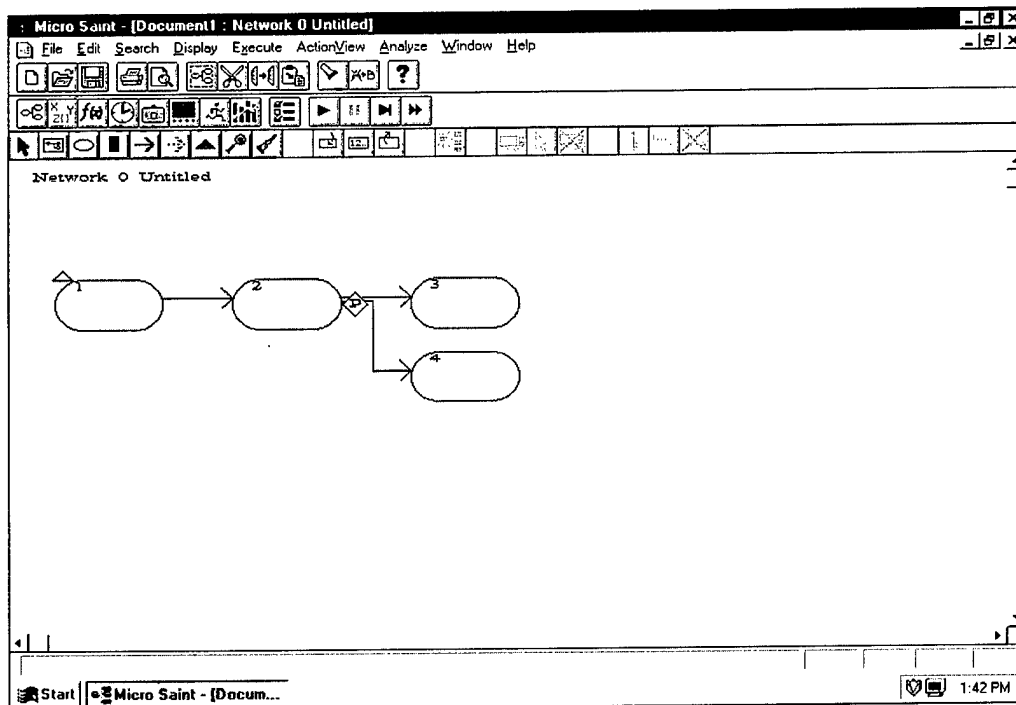 Micro Saint - [Document1 : Network 0 Untitled]
File Edit Search Display Execute ActionView Analyze Window Help
Network 0 Untitled
1 2 3
P
4
Start Micro Saint - [Docum... 1:42 PM